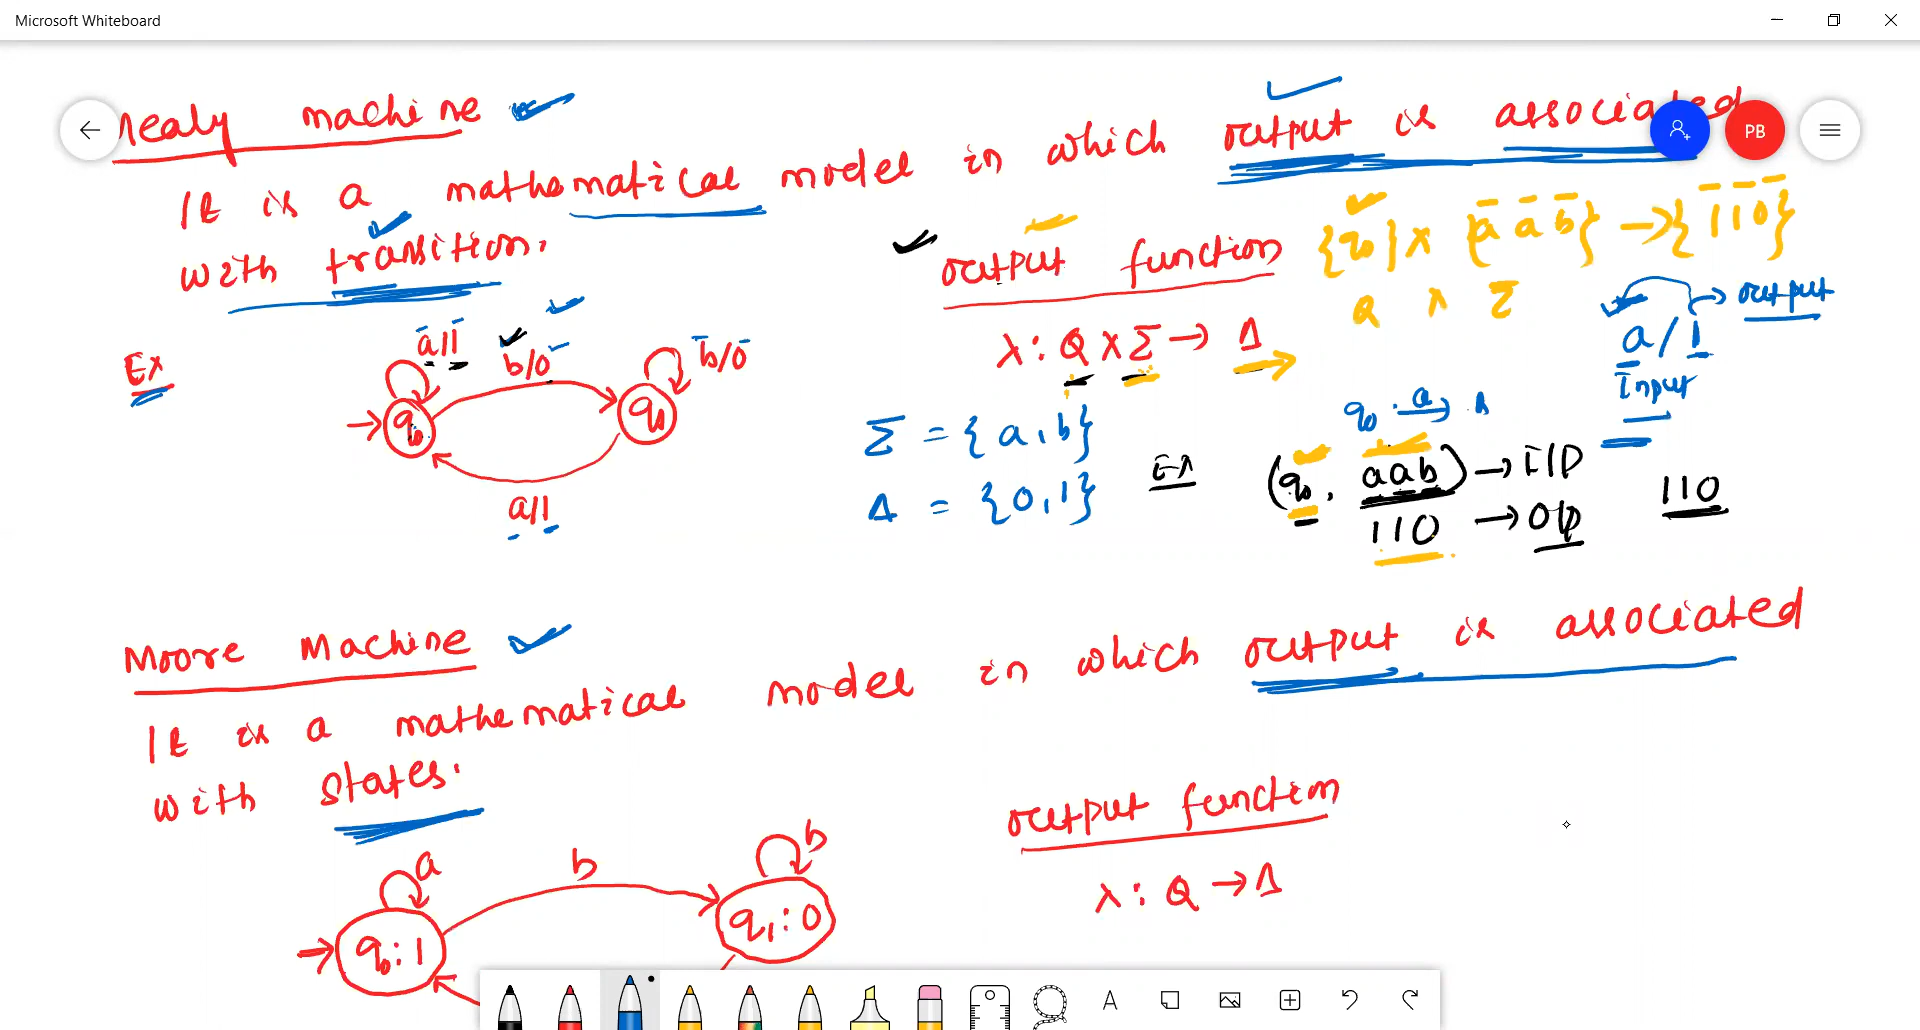 Microsoft Whiteboard
Mealy machine
It is a mathematical model in which output is associated
with transition.
PB
output function
{q0} x {a a b} → {110}
Q x Σ
a/1 → output
Input
λ: Q x Σ → Δ
Ex
a/1
b/0
b/0
q0
q1
a/1
Σ = {a,b}
Δ = {0,1}
q0 a → 1
Ex
(q0, aab) → I/P
110 → O/P
110
Moore Machine
It is a mathematical model in which output is associated
with states.
output function
λ: Q → Δ
a
b
b
q0:1
q1:0